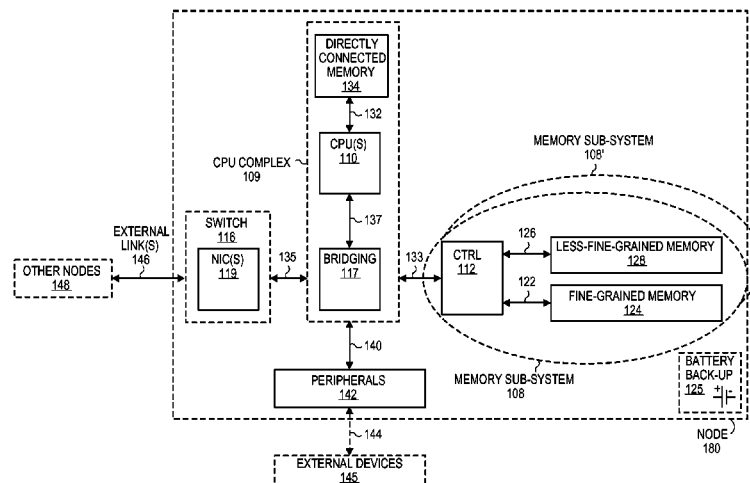 DIRECTLY
CONNECTED
MEMORY
134
132
CPU(S)
110
CPU COMPLEX
109
137
MEMORY SUB-SYSTEM
108'
EXTERNAL
LINK(S)
146
SWITCH
116
NIC(S)
119
135
BRIDGING
117
133
CTRL
112
126
LESS-FINE-GRAINED MEMORY
128
122
FINE-GRAINED MEMORY
124
OTHER NODES
148
140
PERIPHERALS
142
MEMORY SUB-SYSTEM
108
BATTERY
BACK-UP
125
+ -
144
NODE
180
EXTERNAL DEVICES
145